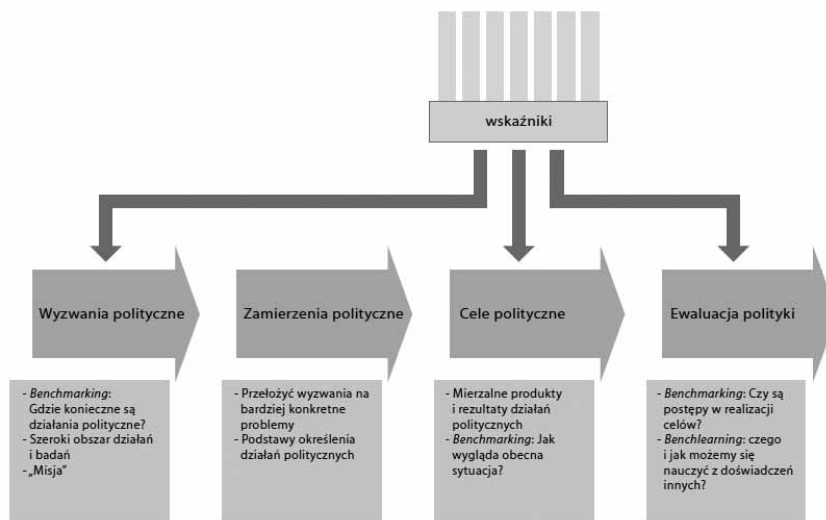 wskaźniki
Wyzwania polityczne
Zamierzenia polityczne
Cele polityczne
Ewaluacja polityki
- Benchmarking:
Gdzie konieczne są
działania polityczne?
- Szeroki obszar działań
i badań
- „Misja”
- Przełożyć wyzwania na
bardziej konkretne
problemy
- Podstawy określenia
działań politycznych
- Mierzalne produkty
i rezultaty działań
politycznych
- Benchmarking: Jak
wygląda obecna
sytuacja?
- Benchmarking: Czy są
postępy w realizacji
celów?
- Benchlearning: czego
i jak możemy się
nauczyć z doświadczeń
innych?